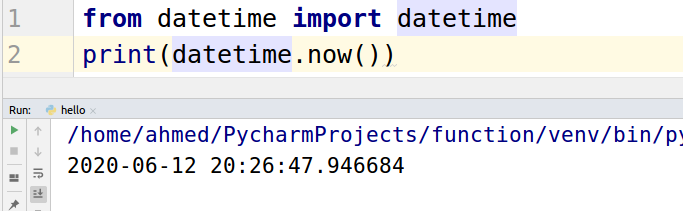 1 from datetime import datetime
2 print(datetime.now())
Run: hello
/home/ahmed/PycharmProjects/function/venv/bin/py
2020-06-12 20:26:47.946684